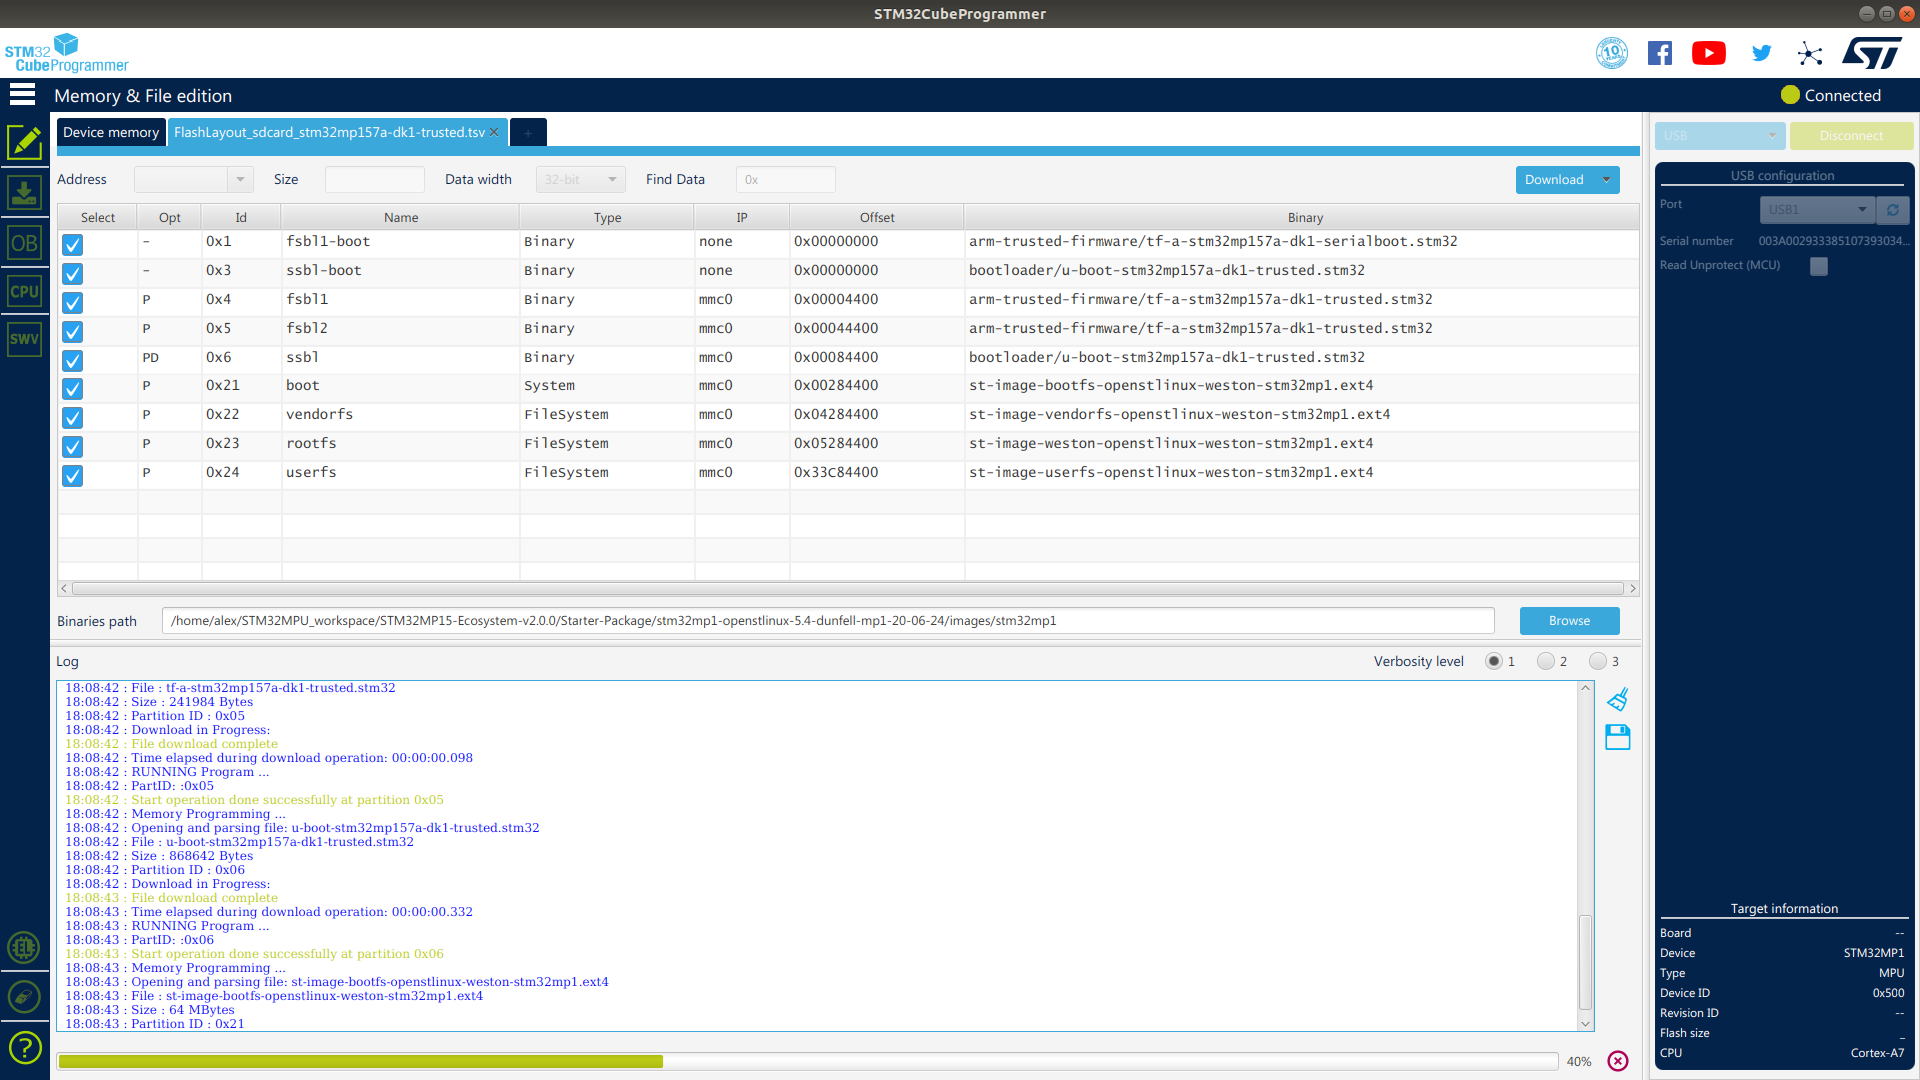 STM32CubeProgrammer
STM32
CubeProgrammer
10
Memory & File edition
Connected
Device memory
FlashLayout_sdcard_stm32mp157a-dk1-trusted.tsv
+
USB
Disconnect
Address Size Data width 32-bit Find Data 0x Download
Select Opt Id Name Type IP Offset Binary
- 0x1 fsbl1-boot Binary none 0x00000000 arm-trusted-firmware/tf-a-stm32mp157a-dk1-serialboot.stm32
- 0x3 ssbl-boot Binary none 0x00000000 bootloader/u-boot-stm32mp157a-dk1-trusted.stm32
P 0x4 fsbl1 Binary mmc0 0x00004400 arm-trusted-firmware/tf-a-stm32mp157a-dk1-trusted.stm32
P 0x5 fsbl2 Binary mmc0 0x00044400 arm-trusted-firmware/tf-a-stm32mp157a-dk1-trusted.stm32
PD 0x6 ssbl Binary mmc0 0x00084400 bootloader/u-boot-stm32mp157a-dk1-trusted.stm32
P 0x21 boot System mmc0 0x00284400 st-image-bootfs-openstlinux-weston-stm32mp1.ext4
P 0x22 vendorfs FileSystem mmc0 0x04284400 st-image-vendorfs-openstlinux-weston-stm32mp1.ext4
P 0x23 rootfs FileSystem mmc0 0x05284400 st-image-weston-openstlinux-weston-stm32mp1.ext4
P 0x24 userfs FileSystem mmc0 0x33C84400 st-image-userfs-openstlinux-weston-stm32mp1.ext4
Binaries path /home/alex/STM32MPU_workspace/STM32MP15-Ecosystem-v2.0.0/Starter-Package/stm32mp1-openstlinux-5.4-dunfell-mp1-20-06-24/images/stm32mp1 Browse
Log
Verbosity level 1 2 3
18:08:42 : File : tf-a-stm32mp157a-dk1-trusted.stm32
18:08:42 : Size : 241984 Bytes
18:08:42 : Partition ID : 0x05
18:08:42 : Download in Progress:
18:08:42 : File download complete
18:08:42 : Time elapsed during download operation: 00:00:00.098
18:08:42 : RUNNING Program ...
18:08:42 : PartID: :0x05
18:08:42 : Start operation done successfully at partition 0x05
18:08:42 : Memory Programming ...
18:08:42 : Opening and parsing file: u-boot-stm32mp157a-dk1-trusted.stm32
18:08:42 : File : u-boot-stm32mp157a-dk1-trusted.stm32
18:08:42 : Size : 868642 Bytes
18:08:42 : Partition ID : 0x06
18:08:42 : Download in Progress:
18:08:43 : File download complete
18:08:43 : Time elapsed during download operation: 00:00:00.332
18:08:43 : RUNNING Program ...
18:08:43 : PartID: :0x06
18:08:43 : Start operation done successfully at partition 0x06
18:08:43 : Memory Programming ...
18:08:43 : Opening and parsing file: st-image-bootfs-openstlinux-weston-stm32mp1.ext4
18:08:43 : File : st-image-bootfs-openstlinux-weston-stm32mp1.ext4
18:08:43 : Size : 64 MBytes
18:08:43 : Partition ID : 0x21
40%
OB
CPU
SWV
?
USB configuration
Port USB1
Serial number 003A00293338510739303​4...
Read Unprotect (MCU)
Target information
Board --
Device STM32MP1
Type MPU
Device ID 0x500
Revision ID --
Flash size _
CPU Cortex-A7